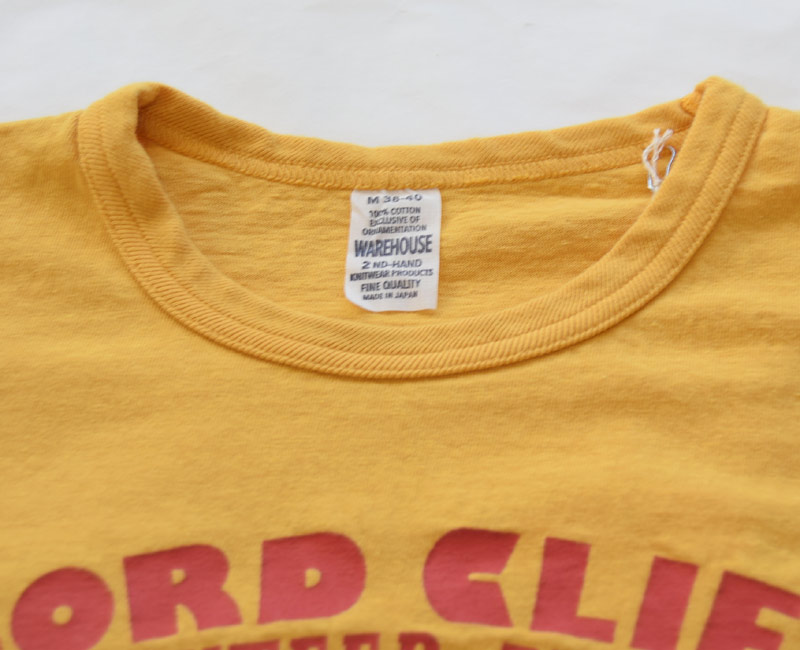 M 38-40
100% COTTON
EXCLUSIVE OF
ORNAMENTATION
WAREHOUSE
2 ND-HAND
KNITWEAR PRODUCTS
FINE QUALITY
MADE IN JAPAN
ORD CLIF